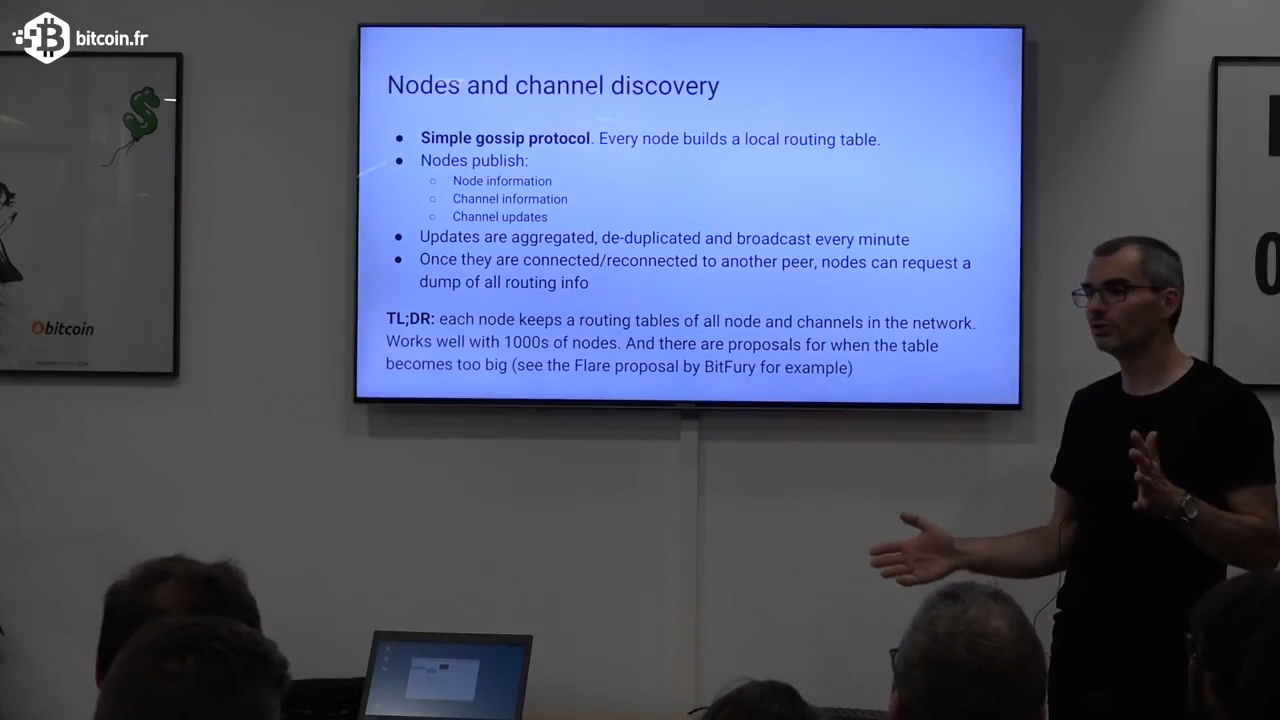 bitcoin.fr
Nodes and channel discovery
● Simple gossip protocol. Every node builds a local routing table.
● Nodes publish:
○ Node information
○ Channel information
○ Channel updates
● Updates are aggregated, de-duplicated and broadcast every minute
● Once they are connected/reconnected to another peer, nodes can request a
dump of all routing info
TL;DR: each node keeps a routing tables of all node and channels in the network.
Works well with 1000s of nodes. And there are proposals for when the table
becomes too big (see the Flare proposal by BitFury for example)
bitcoin